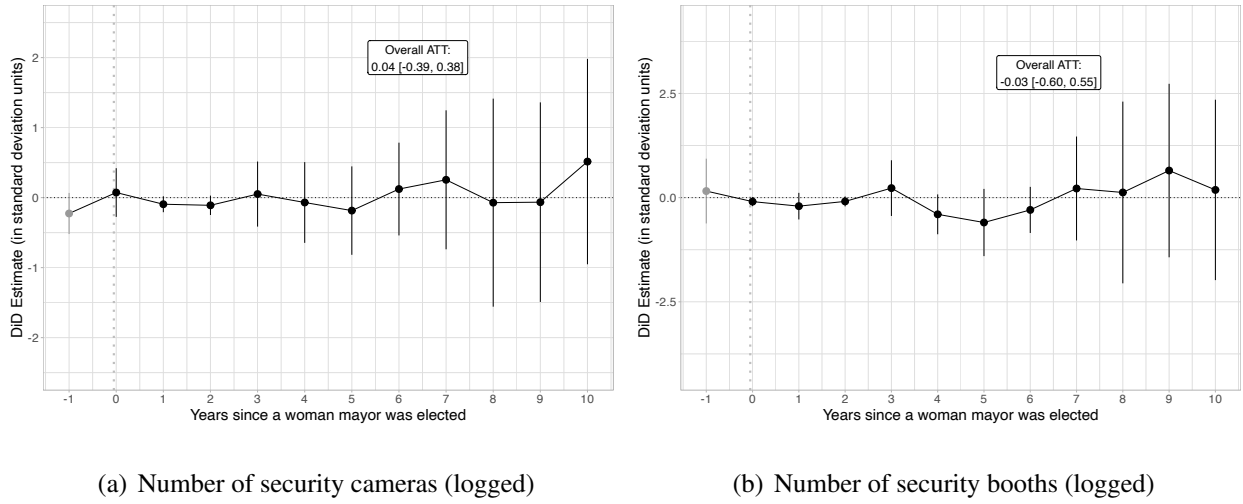 DiD Estimate (in standard deviation units)
2
1
0
-1
-2
Overall ATT:
0.04 [-0.39, 0.38]
-1 0 1 2 3 4 5 6 7 8 9 10
Years since a woman mayor was elected
(a) Number of security cameras (logged)
DiD Estimate (in standard deviation units)
2.5
0.0
-2.5
Overall ATT:
-0.03 [-0.60, 0.55]
-1 0 1 2 3 4 5 6 7 8 9 10
Years since a woman mayor was elected
(b) Number of security booths (logged)